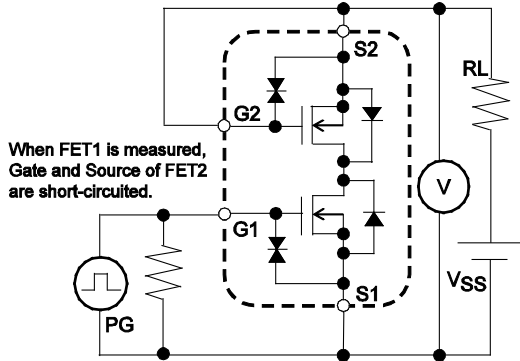 S2
RL
G2
When FET1 is measured,
Gate and Source of FET2
are short-circuited.
V
G1
VSS
S1
PG